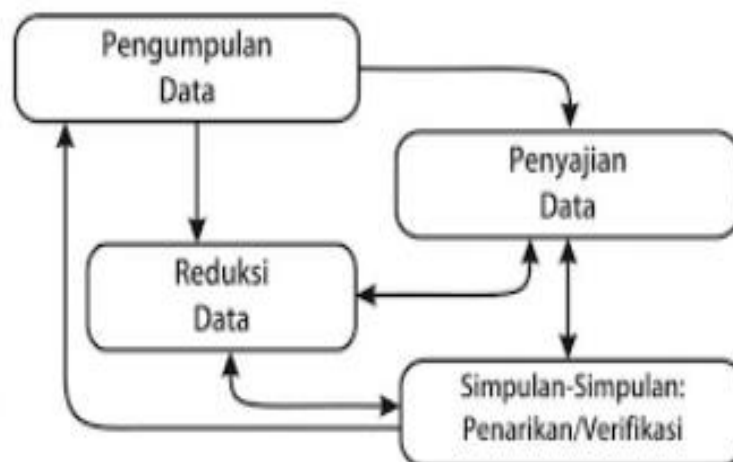 Pengumpulan
Data
Penyajian
Data
Reduksi
Data
Simpulan-Simpulan:
Penarikan/Verifikasi